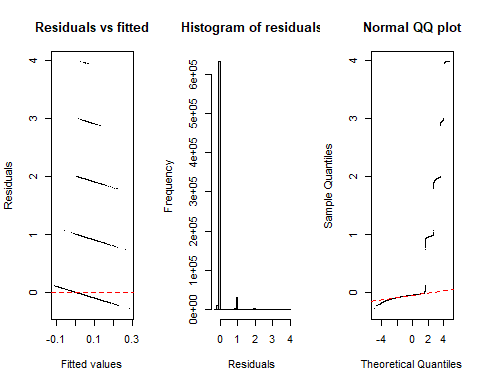 Residuals vs fitted
Residuals
4
3
2
1
0
-0.1
0.1
0.3
Fitted values
Histogram of residuals
Frequency
6e+05
5e+05
4e+05
3e+05
2e+05
1e+05
0e+00
0
1
2
3
4
Residuals
Normal QQ plot
Sample Quantiles
4
3
2
1
0
-4
0
2
4
Theoretical Quantiles